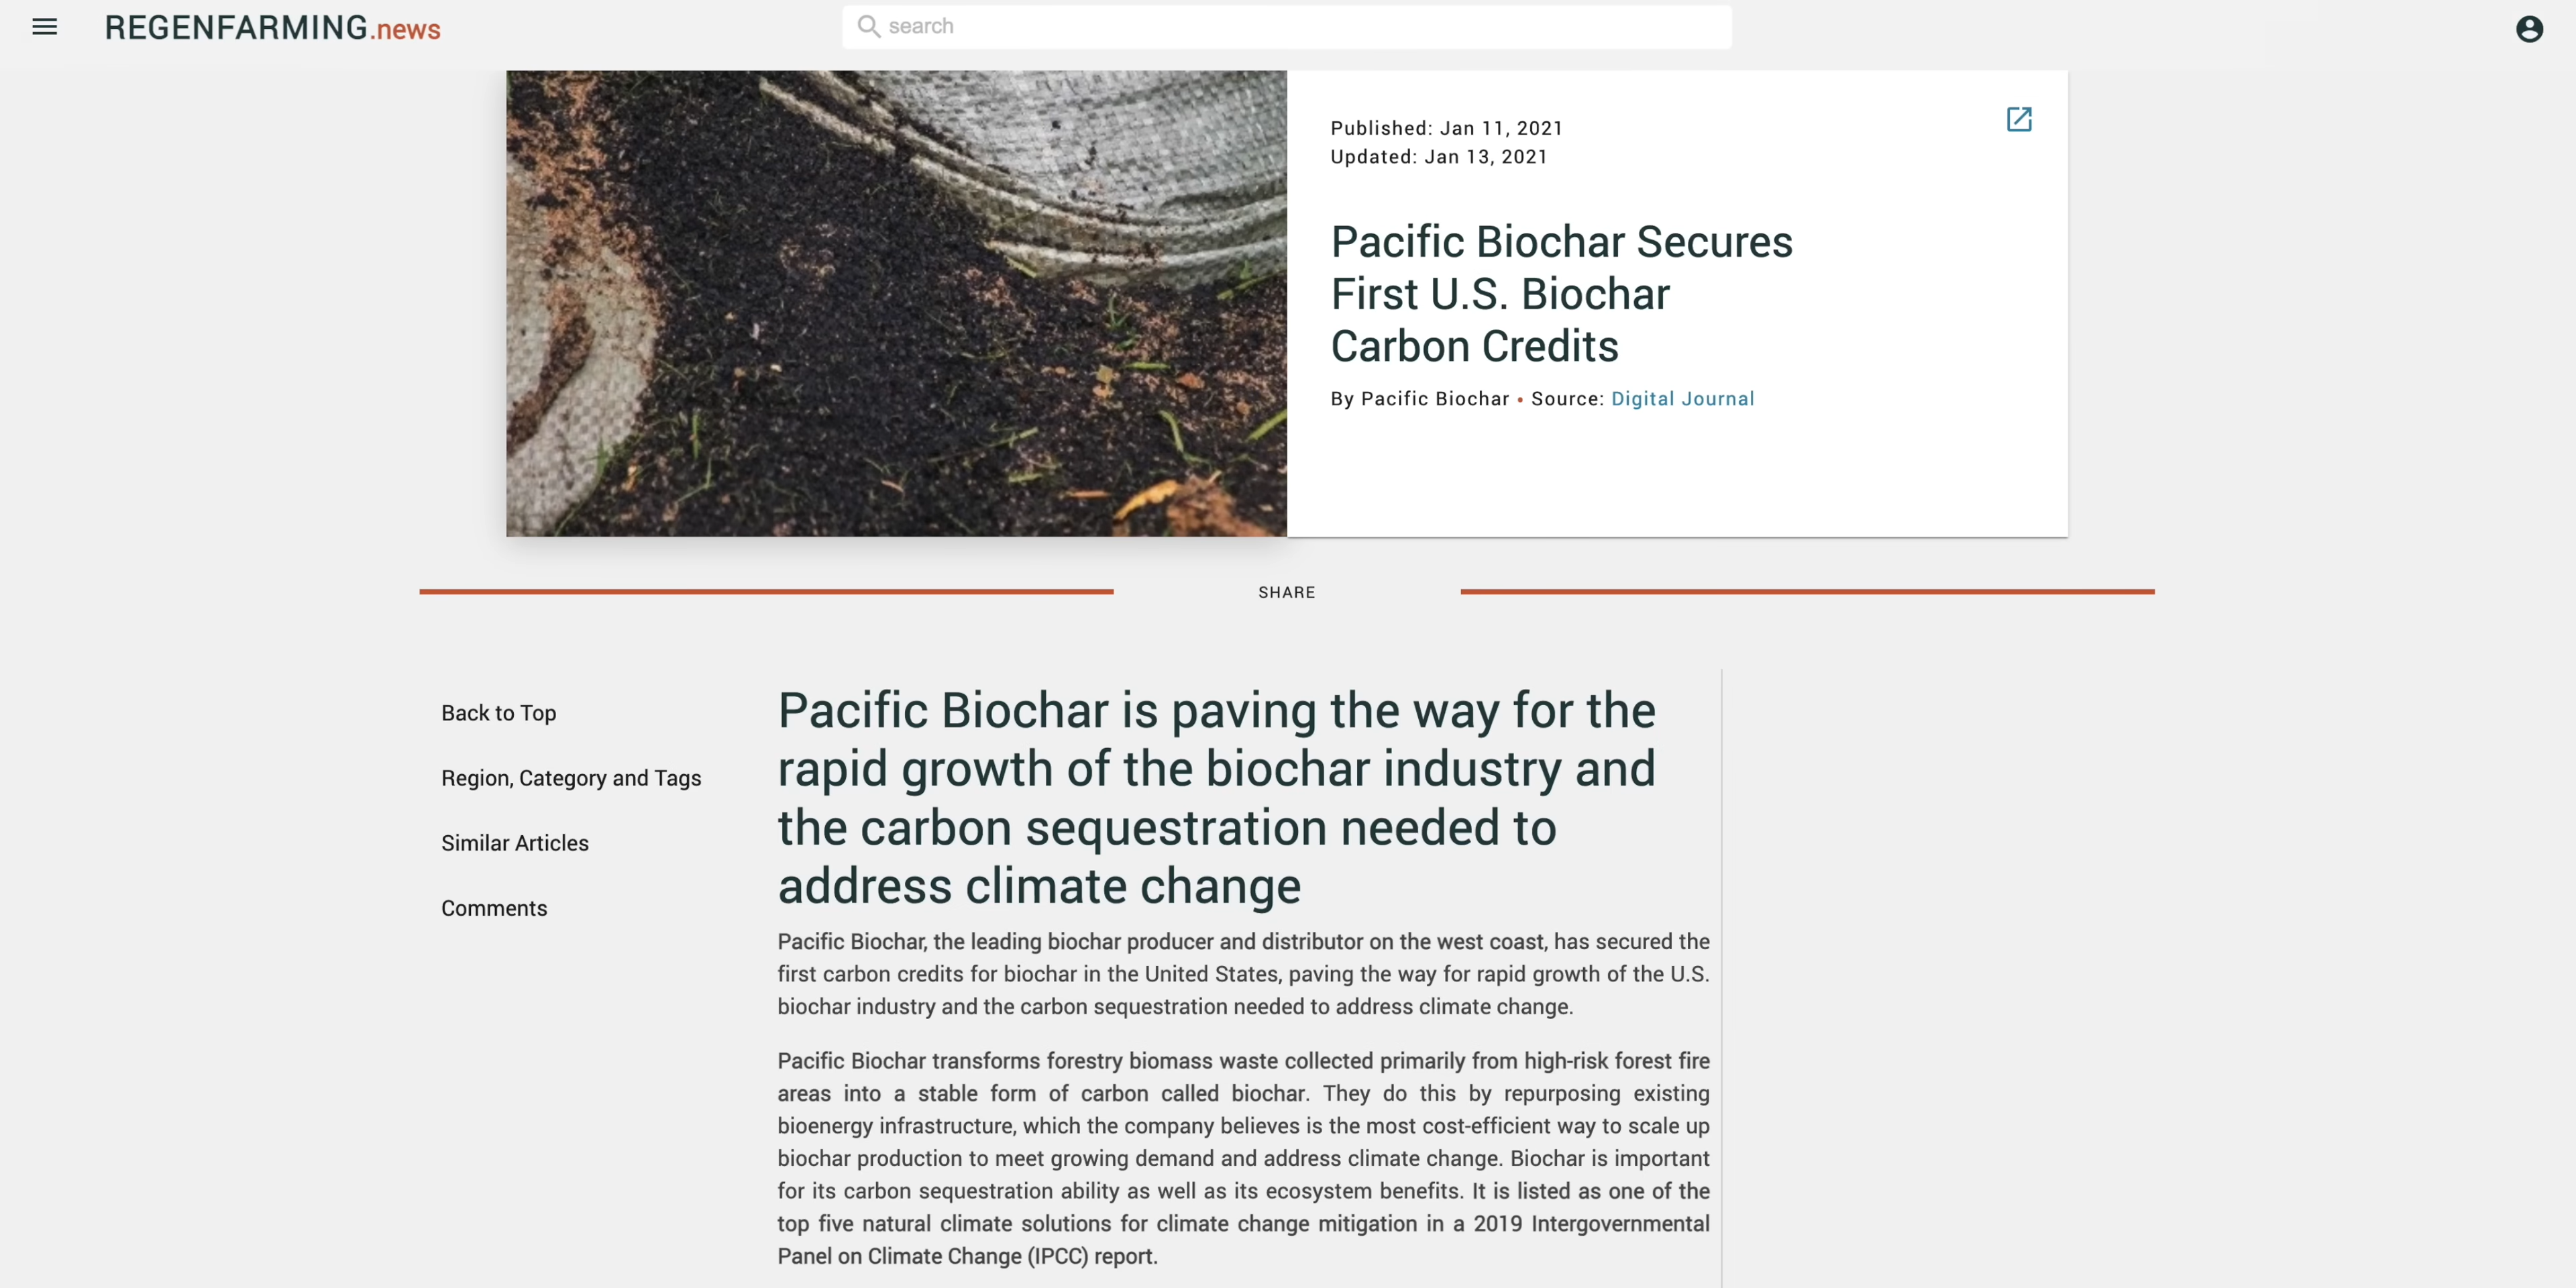 REGENFARMING.news
search
Published: Jan 11, 2021
Updated: Jan 13, 2021
Pacific Biochar Secures
First U.S. Biochar
Carbon Credits
By Pacific Biochar • Source: Digital Journal
SHARE
Back to Top
Region, Category and Tags
Similar Articles
Comments
Pacific Biochar is paving the way for the
rapid growth of the biochar industry and
the carbon sequestration needed to
address climate change
Pacific Biochar, the leading biochar producer and distributor on the west coast, has secured the
first carbon credits for biochar in the United States, paving the way for rapid growth of the U.S.
biochar industry and the carbon sequestration needed to address climate change.
Pacific Biochar transforms forestry biomass waste collected primarily from high-risk forest fire
areas into a stable form of carbon called biochar. They do this by repurposing existing
bioenergy infrastructure, which the company believes is the most cost-efficient way to scale up
biochar production to meet growing demand and address climate change. Biochar is important
for its carbon sequestration ability as well as its ecosystem benefits. It is listed as one of the
top five natural climate solutions for climate change mitigation in a 2019 Intergovernmental
Panel on Climate Change (IPCC) report.